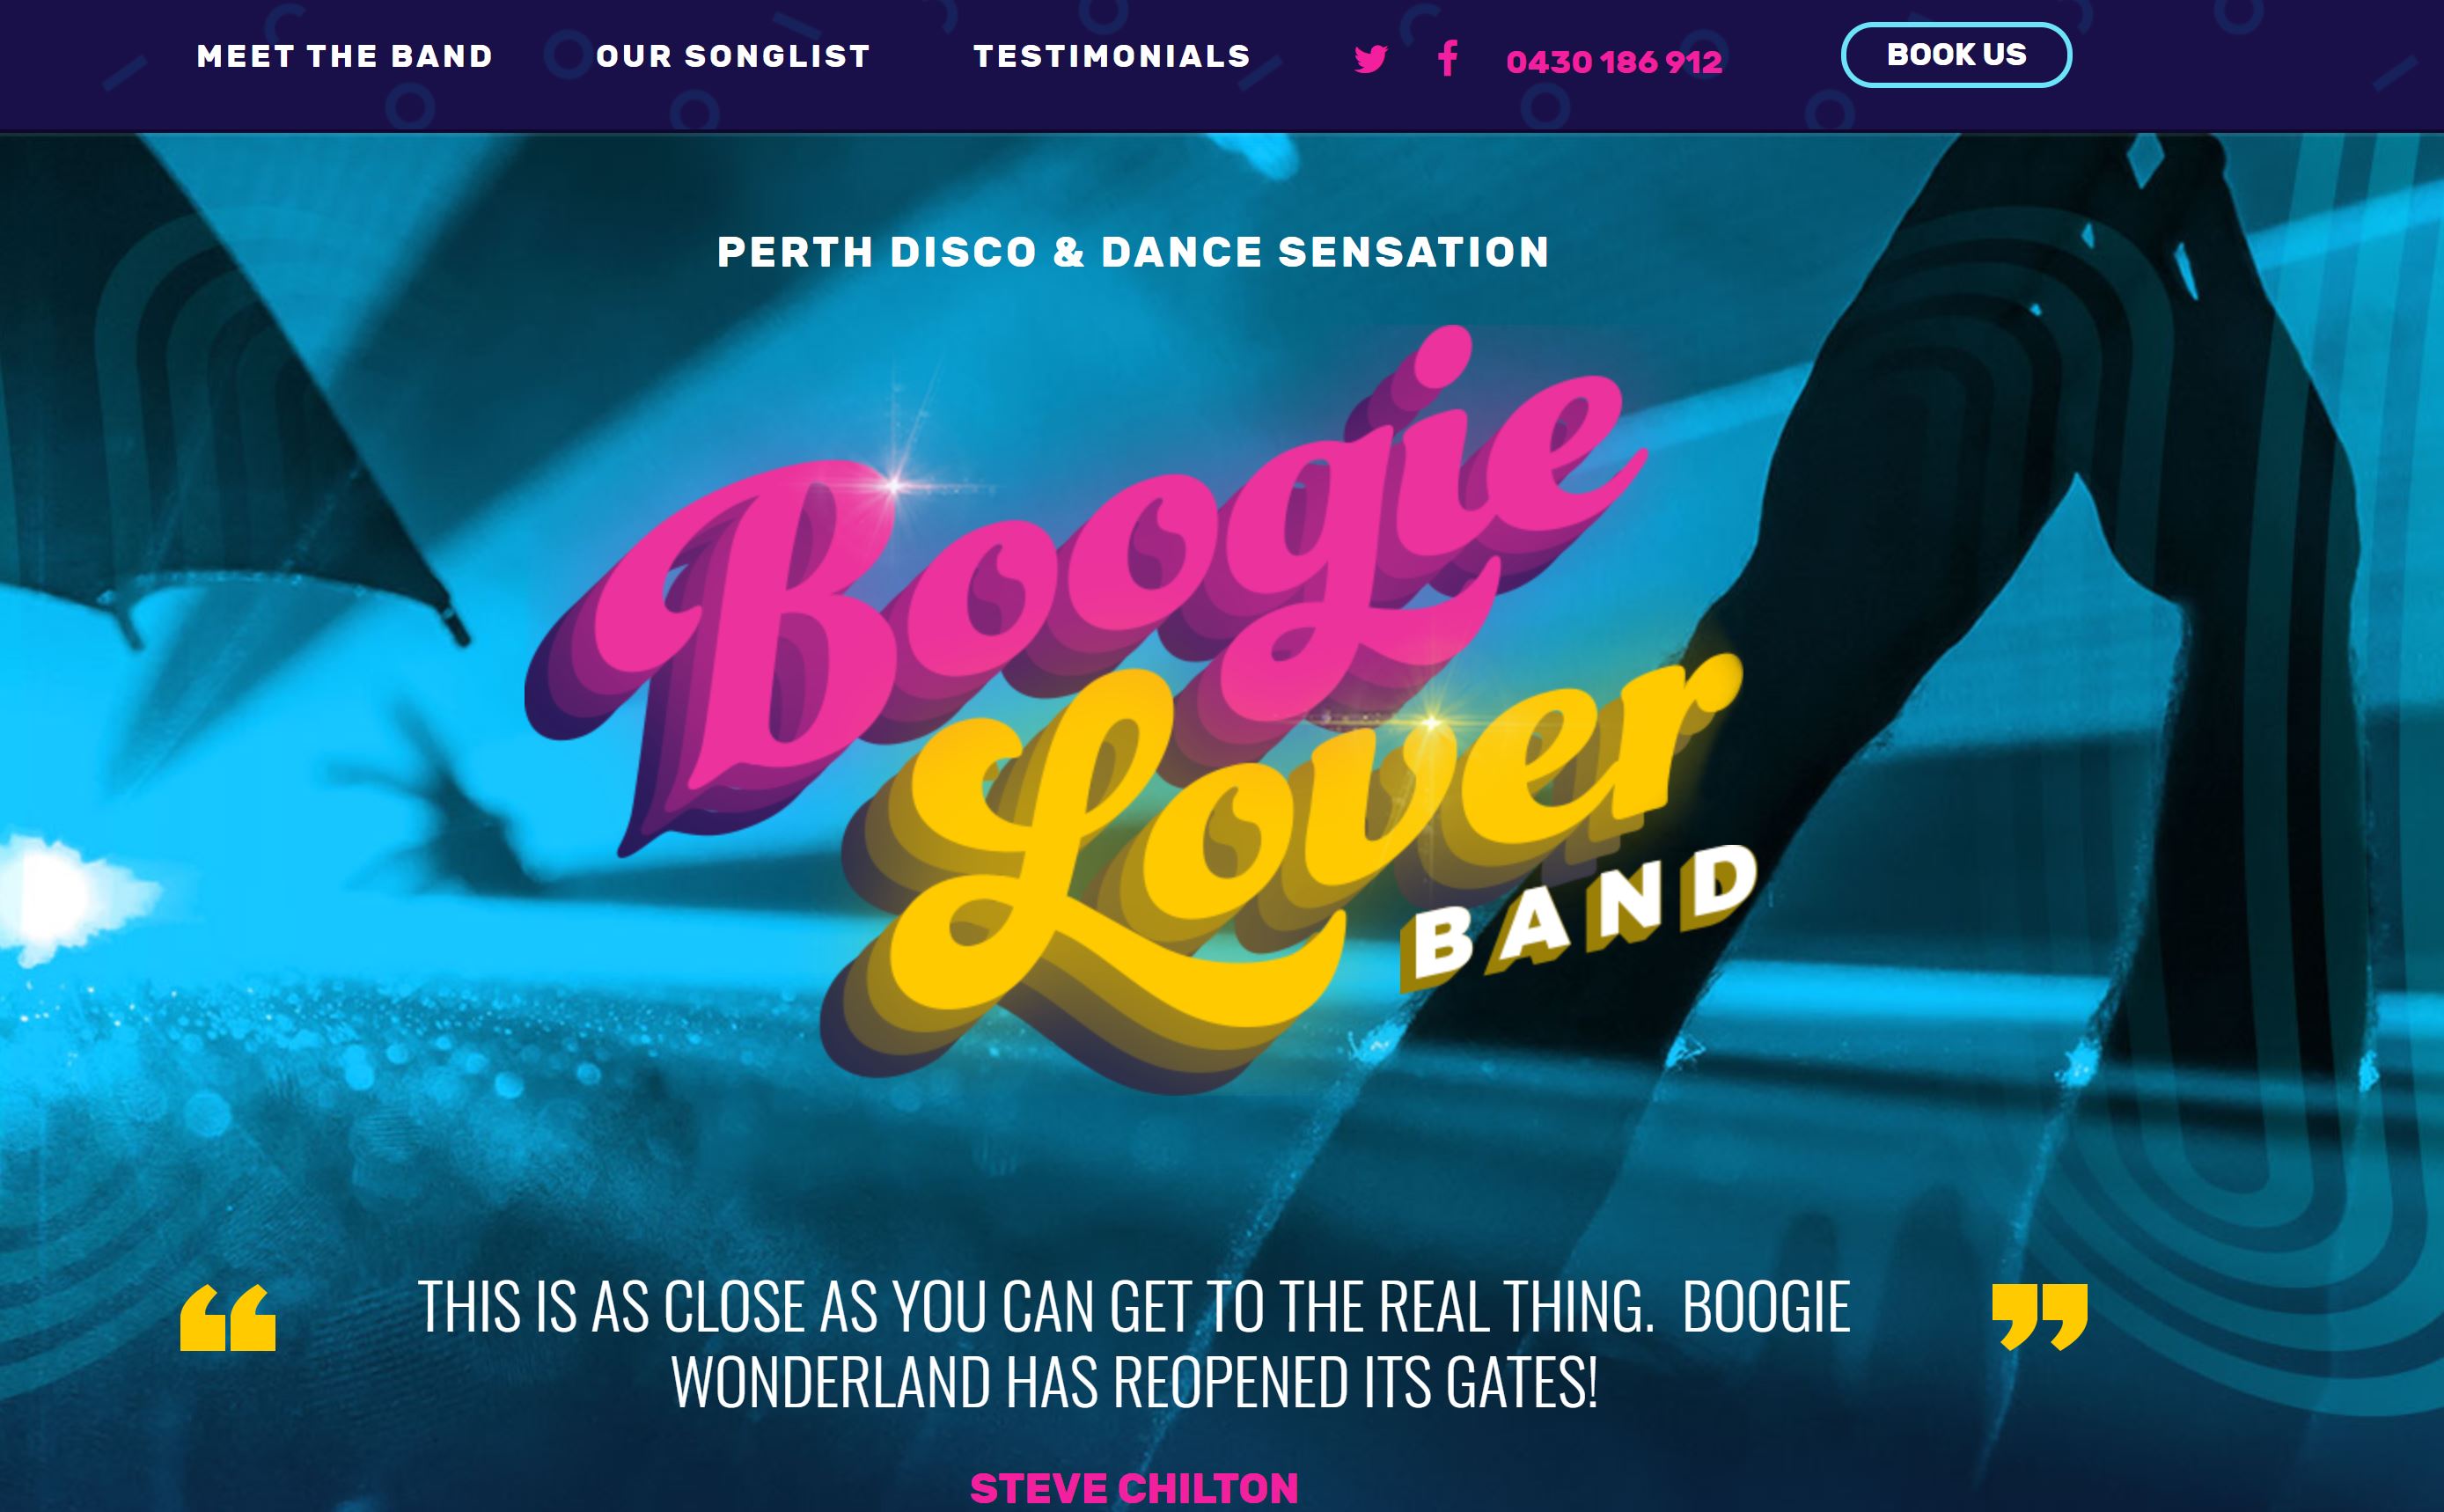 MEET THE BAND OUR SONGLIST TESTIMONIALS 0430 186 912 BOOK US
PERTH DISCO & DANCE SENSATION
Boogie
Lover
BAND
“ THIS IS AS CLOSE AS YOU CAN GET TO THE REAL THING. BOOGIE ”
WONDERLAND HAS REOPENED ITS GATES!
STEVE CHILTON